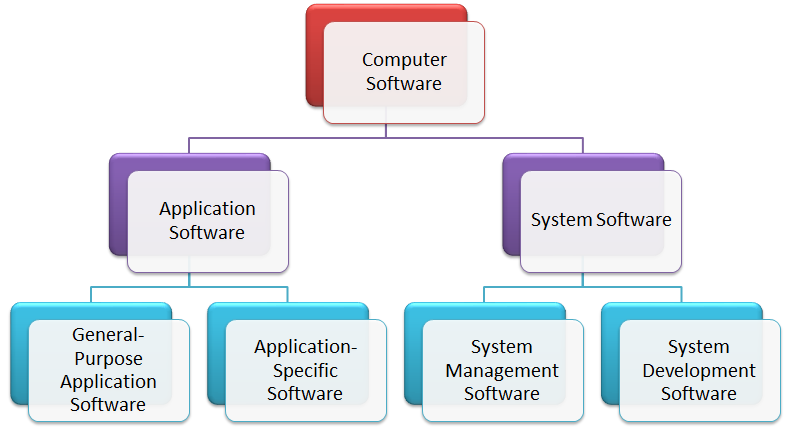 Computer
Software
Application
Software
System Software
General-
Purpose
Application
Software
Application-
Specific
Software
System
Management
Software
System
Development
Software